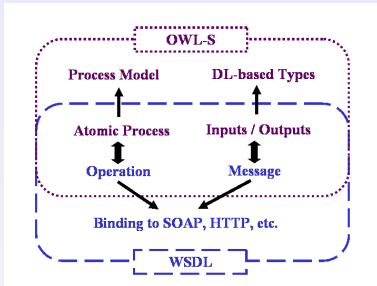 OWL-S
Process Model DL-based Types
Atomic Process Inputs / Outputs
Operation Message
Binding to SOAP, HTTP, etc.
WSDL